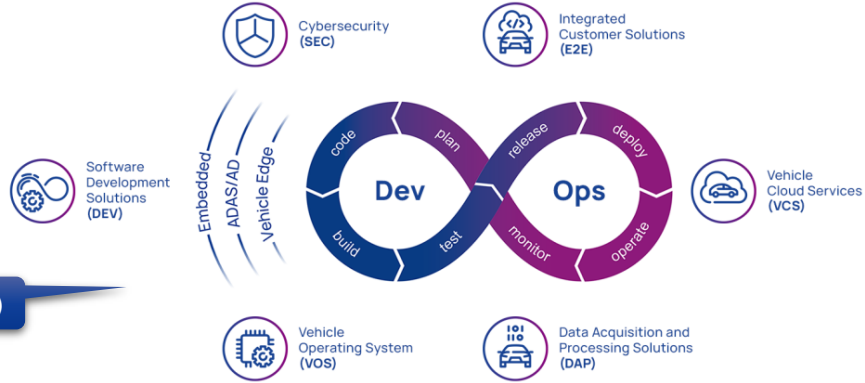 Cybersecurity
(SEC)
Integrated
Customer Solutions
(E2E)
Software
Development
Solutions
(DEV)
Embedded
ADAS/AD
Vehicle Edge
code
plan
build
test
Dev
release
deploy
monitor
operate
Ops
Vehicle
Cloud Services
(VCS)
Vehicle
Operating System
(VOS)
Data Acquisition and
Processing Solutions
(DAP)